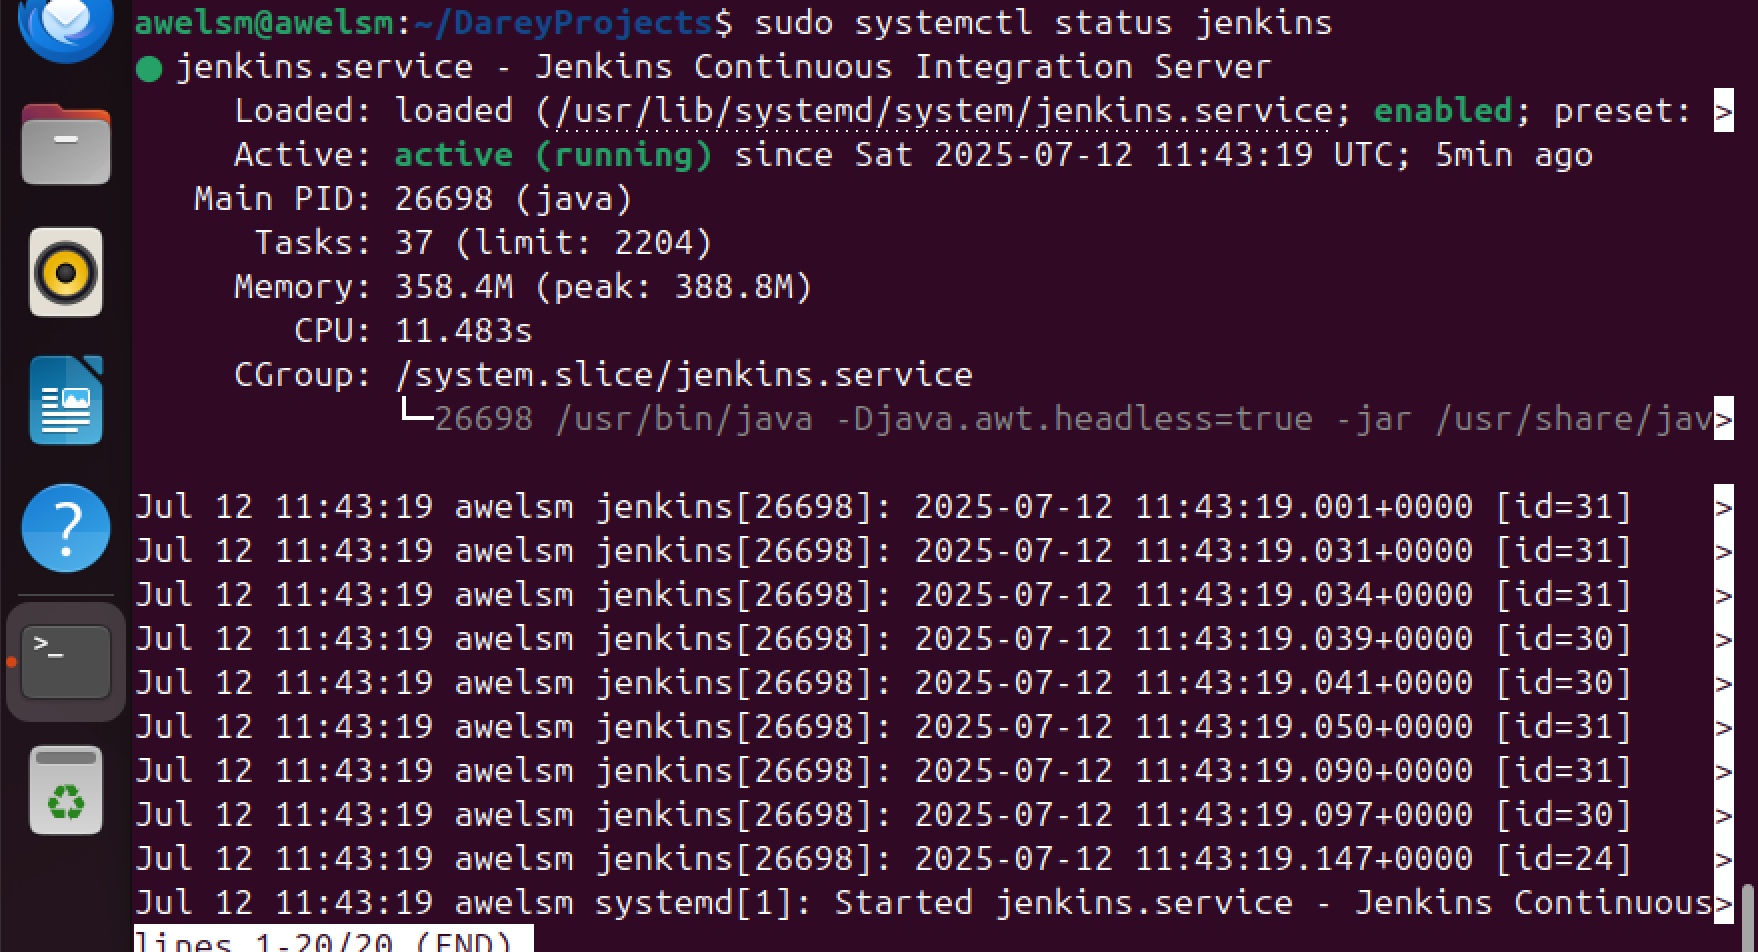 awelsm@awelsm:~/DareyProjects$ sudo systemctl status jenkins
● jenkins.service - Jenkins Continuous Integration Server
Loaded: loaded (/usr/lib/systemd/system/jenkins.service; enabled; preset: >
Active: active (running) since Sat 2025-07-12 11:43:19 UTC; 5min ago
Main PID: 26698 (java)
Tasks: 37 (limit: 2204)
Memory: 358.4M (peak: 388.8M)
CPU: 11.483s
CGroup: /system.slice/jenkins.service
└─26698 /usr/bin/java -Djava.awt.headless=true -jar /usr/share/jav>
Jul 12 11:43:19 awelsm jenkins[26698]: 2025-07-12 11:43:19.001+0000 [id=31] >
Jul 12 11:43:19 awelsm jenkins[26698]: 2025-07-12 11:43:19.031+0000 [id=31] >
Jul 12 11:43:19 awelsm jenkins[26698]: 2025-07-12 11:43:19.034+0000 [id=31] >
Jul 12 11:43:19 awelsm jenkins[26698]: 2025-07-12 11:43:19.039+0000 [id=30] >
Jul 12 11:43:19 awelsm jenkins[26698]: 2025-07-12 11:43:19.041+0000 [id=30] >
Jul 12 11:43:19 awelsm jenkins[26698]: 2025-07-12 11:43:19.050+0000 [id=31] >
Jul 12 11:43:19 awelsm jenkins[26698]: 2025-07-12 11:43:19.090+0000 [id=31] >
Jul 12 11:43:19 awelsm jenkins[26698]: 2025-07-12 11:43:19.097+0000 [id=30] >
Jul 12 11:43:19 awelsm jenkins[26698]: 2025-07-12 11:43:19.147+0000 [id=24] >
Jul 12 11:43:19 awelsm systemd[1]: Started jenkins.service - Jenkins Continuous>
lines 1-20/20 (END)